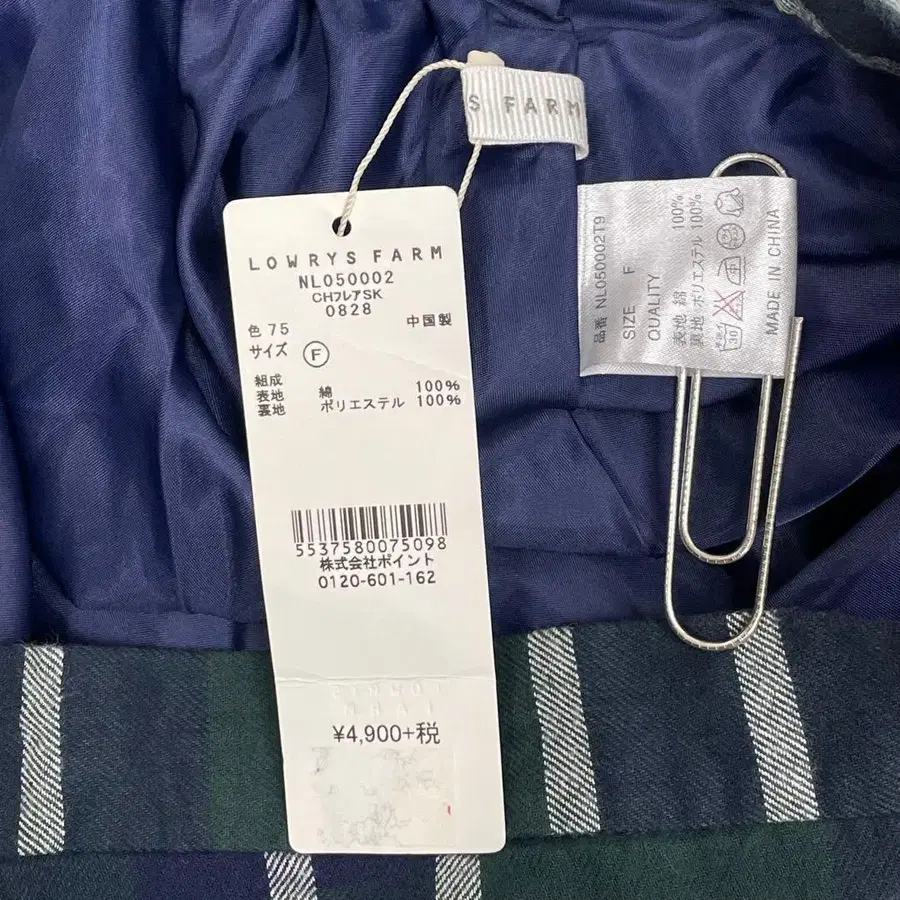 LOWRYS FARM
NL050002
CHフレアSK
0828
色 75 中国製
サイズ F
組成
表地 綿 100%
裏地 ポリエステル 100%
5537580075098
株式会社ポイント
0120-601-162
¥4,900+税
S FARM
品番 NL050002T9
SIZE F
QUALITY
表地 綿 100%
裏地 ポリエステル 100%
30
MADE IN CHINA